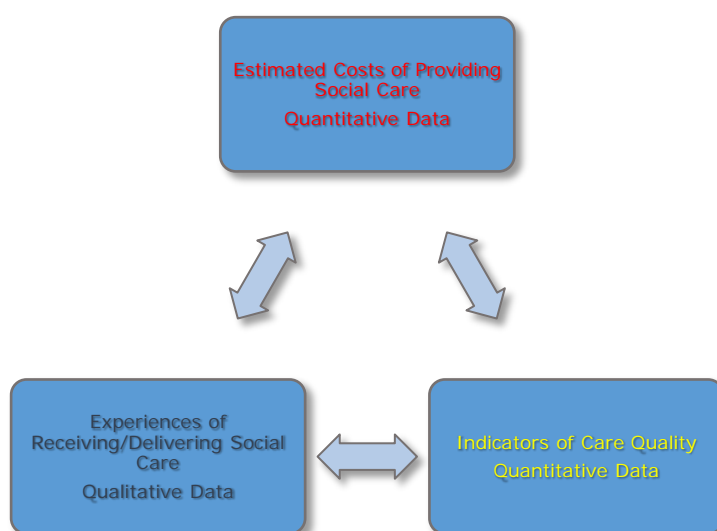 Estimated Costs of Providing
Social Care
Quantitative Data
Experiences of
Receiving/Delivering Social
Care
Qualitative Data
Indicators of Care Quality
Quantitative Data